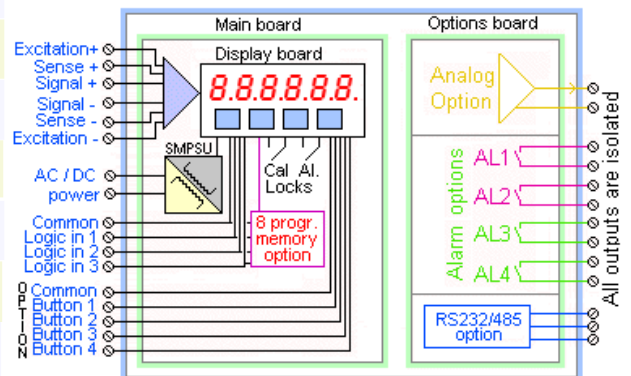 Main board
Options board
Display board
Excitation+
Sense +
Signal +
Signal -
Sense -
Excitation -
8.8.8.8.8.8.
SMPSU
AC / DC
power
Cal Al.
Locks
Common
Logic in 1
Logic in 2
Logic in 3
8 progr.
memory
option
OPTION
Common
Button 1
Button 2
Button 3
Button 4
Analog
Option
Alarm options
AL1
AL2
AL3
AL4
RS232/485
option
All outputs are isolated